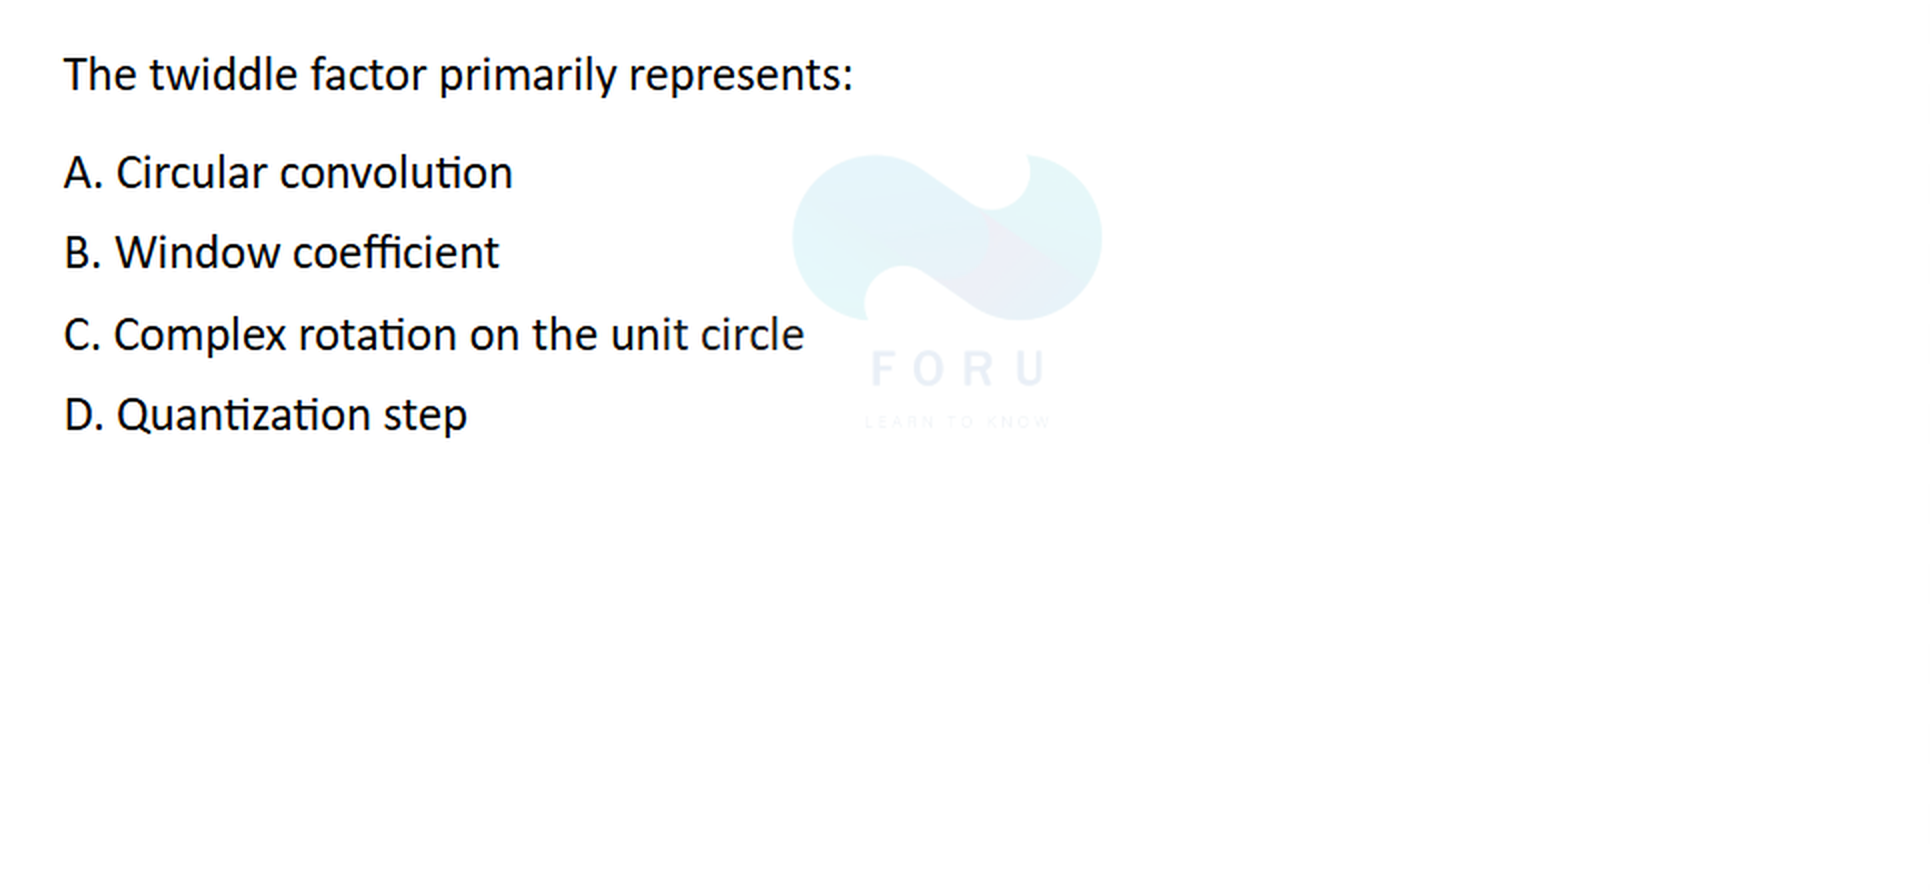 The twiddle factor primarily represents:
A. Circular convolution
B. Window coefficient
C. Complex rotation on the unit circle
D. Quantization step
FORU
LEARN TO KNOW